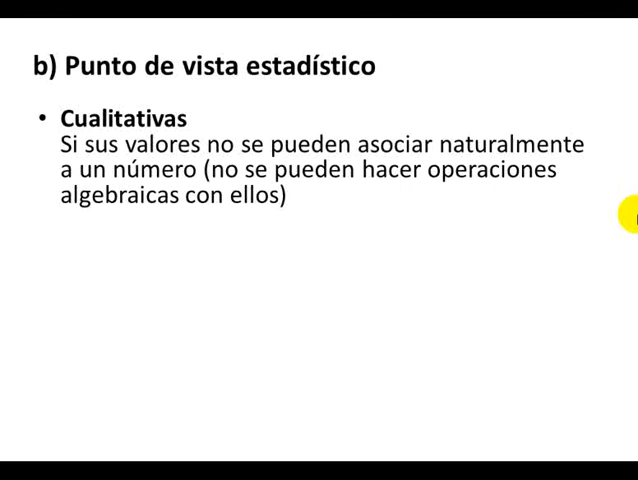 b) Punto de vista estadístico
• Cualitativas
Si sus valores no se pueden asociar naturalmente
a un número (no se pueden hacer operaciones
algebraicas con ellos)